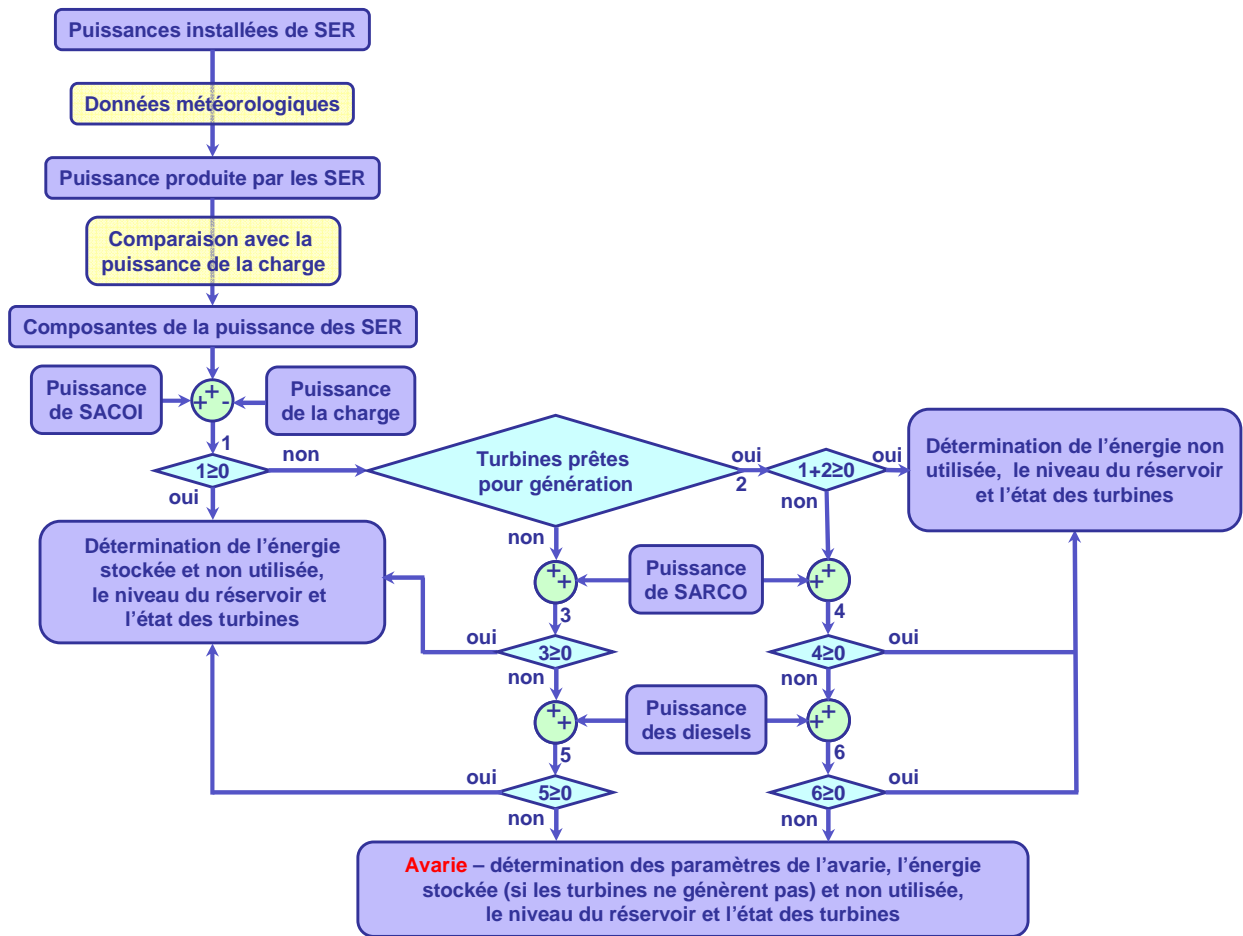 Puissances installées de SER
Données météorologiques
Puissance produite par les SER
Comparaison avec la
puissance de la charge
Composantes de la puissance des SER
Puissance
de SACOI
+
+
-
Puissance
de la charge
1
1≥0
non
oui
Turbines prêtes
pour génération
oui
2
1+2≥0
oui
non
Détermination de l’énergie non
utilisée, le niveau du réservoir
et l’état des turbines
non
Détermination de l’énergie
stockée et non utilisée,
le niveau du réservoir et
l’état des turbines
+
+
Puissance
de SARCO
+
+
3
4
oui
3≥0
non
4≥0
oui
non
+
+
Puissance
des diesels
+
+
5
6
oui
5≥0
non
6≥0
oui
non
Avarie – détermination des paramètres de l’avarie, l’énergie
stockée (si les turbines ne génèrent pas) et non utilisée,
le niveau du réservoir et l’état des turbines